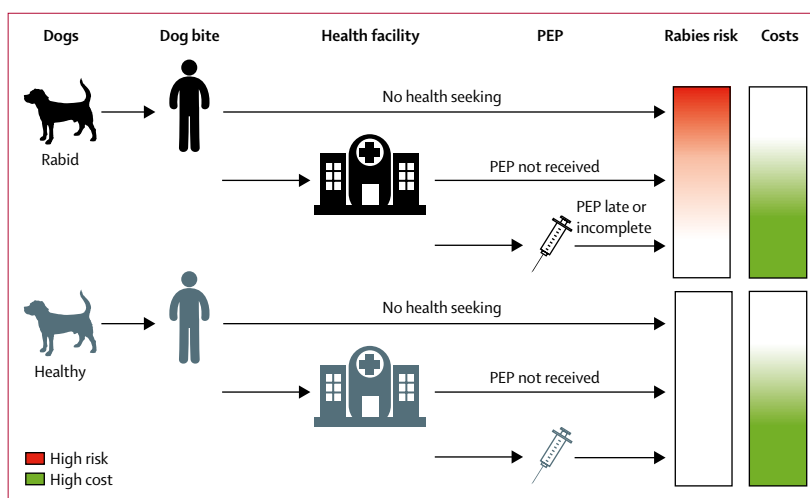 Dogs Dog bite Health facility PEP Rabies risk Costs
No health seeking
Rabid
PEP not received
PEP late or
incomplete
No health seeking
Healthy
PEP not received
High risk
High cost